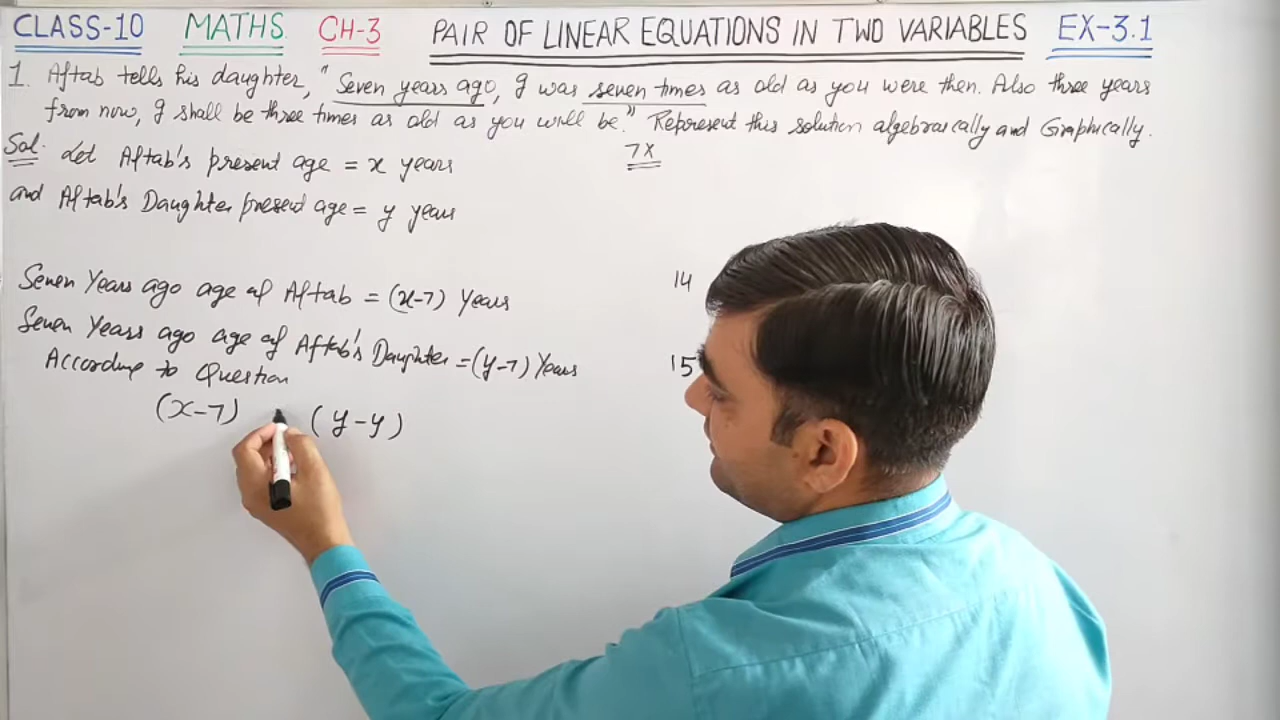 CLASS-10 MATHS CH-3 PAIR OF LINEAR EQUATIONS IN TWO VARIABLES EX-3.1
1. Aftab tells his daughter, "Seven years ago, I was seven times as old as you were then. Also three years
from now, I shall be three times as old as you will be." Represent this solution algebraically and Graphically.
Sol. Let Aftab's present age = x years
7x
and Aftab's Daughter present age = y years
Seven Years ago age of Aftab = (x-7) Years
14
Seven Years ago age of Aftab's Daughter = (y-7) Years
15
According to Question
(x-7) (y-y)